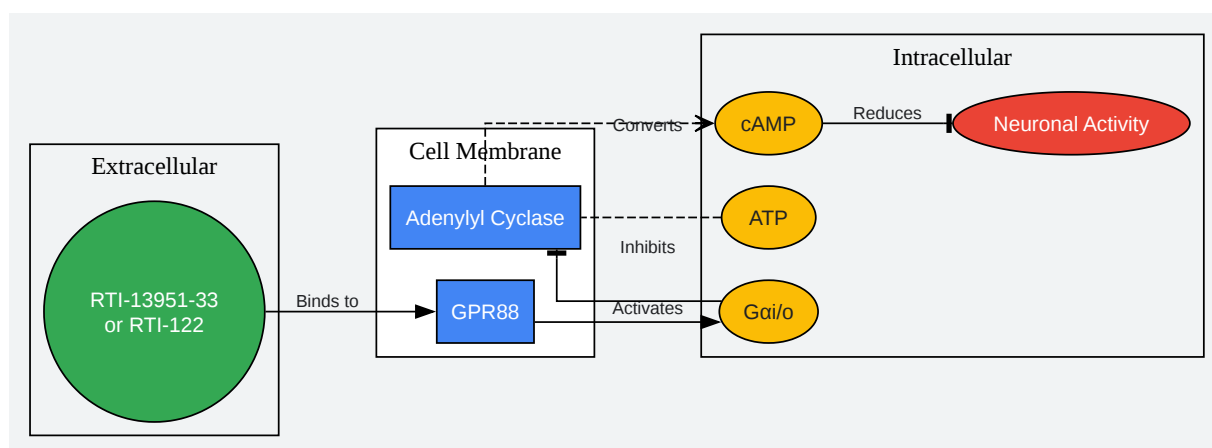 Extracellular
RTI-13951-33
or RTI-122
Binds to
Cell Membrane
Adenylyl Cyclase
GPR88
Converts
Inhibits
Activates
Intracellular
cAMP
Reduces
Neuronal Activity
ATP
Gαi/o